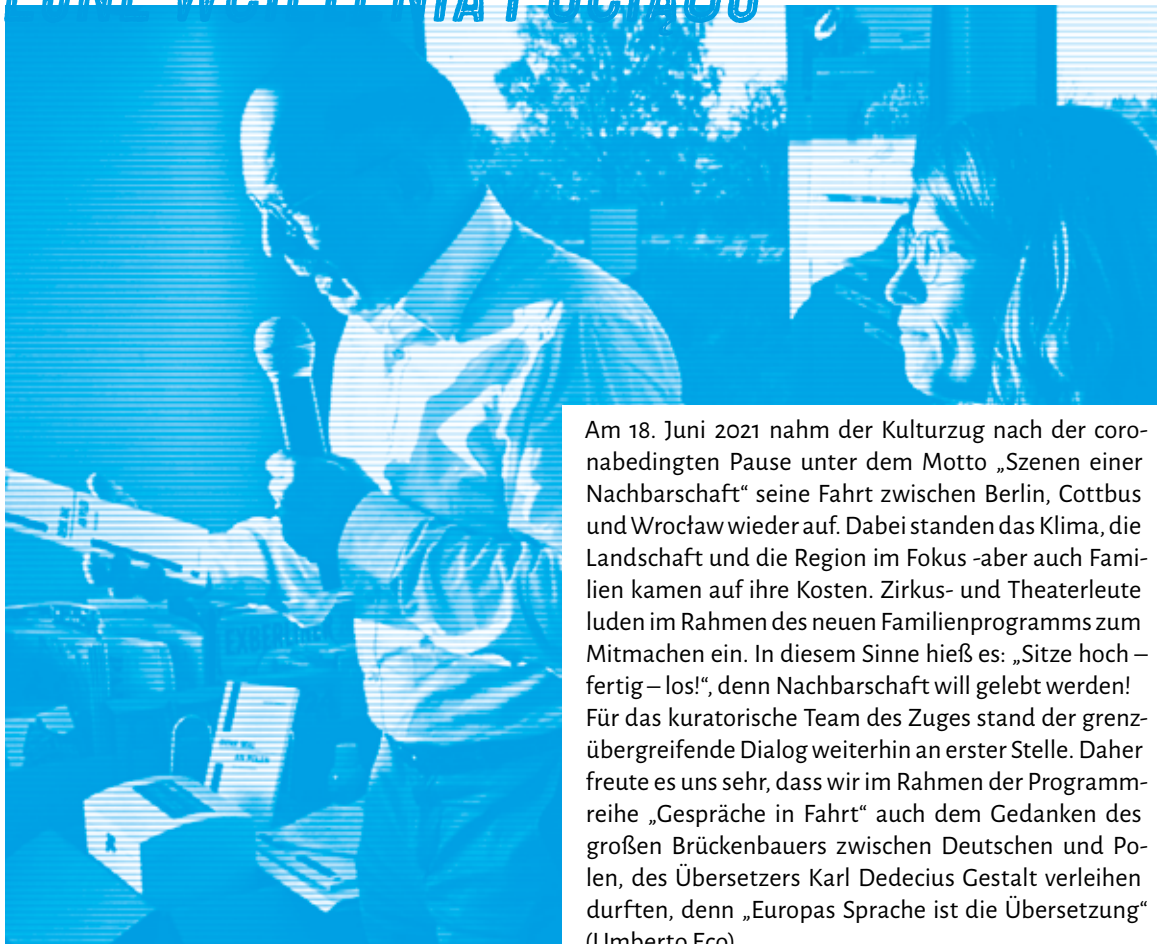 EXBERLINER
Am 18. Juni 2021 nahm der Kulturzug nach der coro-
nabedingten Pause unter dem Motto „Szenen einer
Nachbarschaft“ seine Fahrt zwischen Berlin, Cottbus
und Wrocław wieder auf. Dabei standen das Klima, die
Landschaft und die Region im Fokus -aber auch Fami-
lien kamen auf ihre Kosten. Zirkus- und Theaterleute
luden im Rahmen des neuen Familienprogramms zum
Mitmachen ein. In diesem Sinne hieß es: „Sitze hoch –
fertig – los!“, denn Nachbarschaft will gelebt werden!
Für das kuratorische Team des Zuges stand der grenz-
übergreifende Dialog weiterhin an erster Stelle. Daher
freute es uns sehr, dass wir im Rahmen der Programm-
reihe „Gespräche in Fahrt“ auch dem Gedanken des
großen Brückenbauers zwischen Deutschen und Po-
len, des Übersetzers Karl Dedecius Gestalt verleihen
durften, denn „Europas Sprache ist die Übersetzung“
(Umberto Eco)